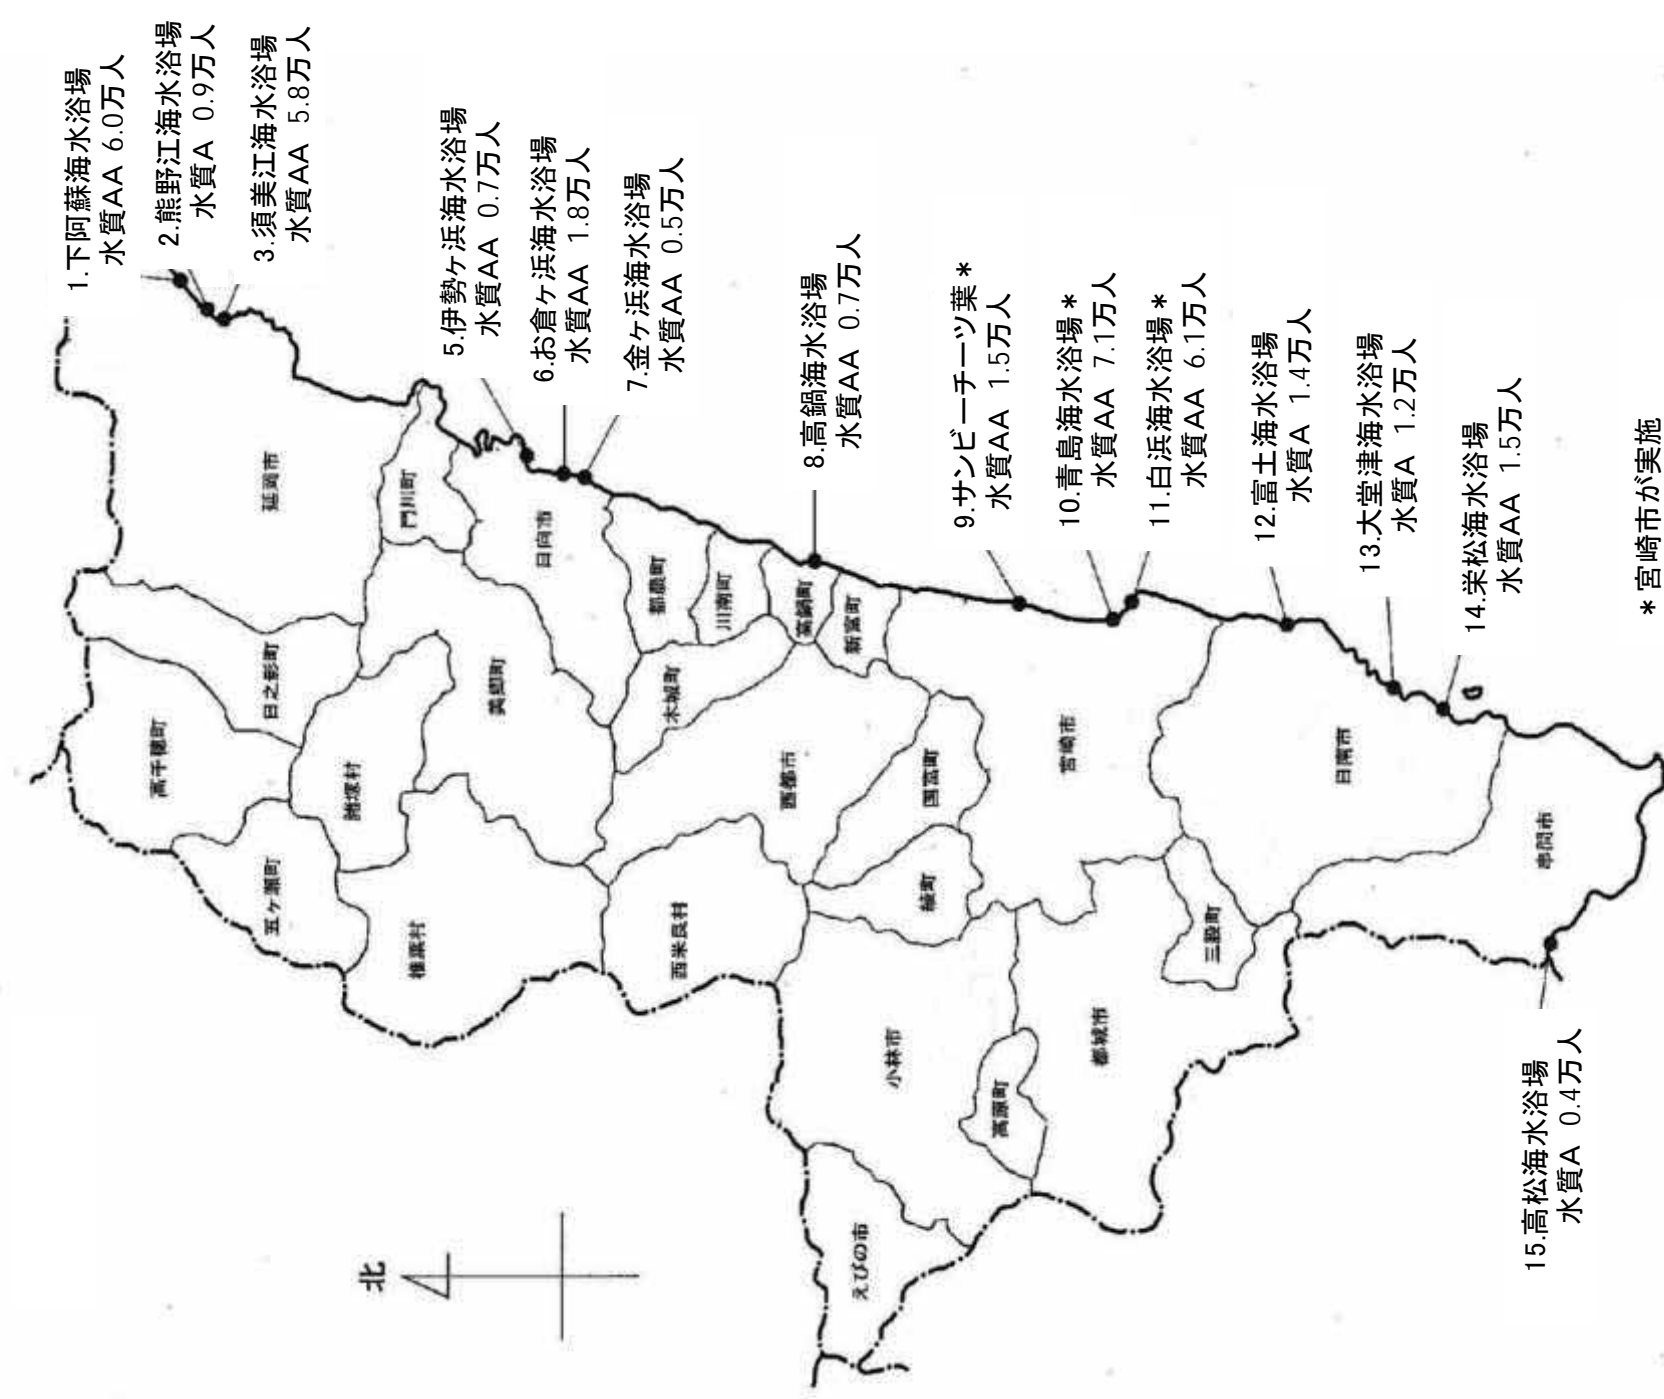 1.下阿蘇海水浴場
水質AA 6.0万人
2.熊野江海水浴場
水質A 0.9万人
3.須美江海水浴場
水質AA 5.8万人
5.伊勢ヶ浜海水浴場
水質AA 0.7万人
6.お倉ヶ浜海水浴場
水質AA 1.8万人
7.金ヶ浜海水浴場
水質AA 0.5万人
8.高鍋海水浴場
水質AA 0.7万人
9.サンビーチ一ツ葉*
水質AA 1.5万人
10.青島海水浴場*
水質AA 7.1万人
11.白浜海水浴場*
水質AA 6.1万人
12.富土海水浴場
水質A 1.4万人
13.大堂津海水浴場
水質A 1.2万人
14.栄松海水浴場
水質AA 1.5万人
15.高松海水浴場
水質A 0.4万人
*宮崎市が実施
北
高千穂町
日之影町
延岡市
五ヶ瀬町
諸塚村
門川町
椎葉村
美郷町
日向市
西米良村
木城町
都農町
川南町
西都市
高鍋町
新富町
えびの市
小林市
綾町
国富町
高原町
宮崎市
都城市
三股町
日南市
串間市